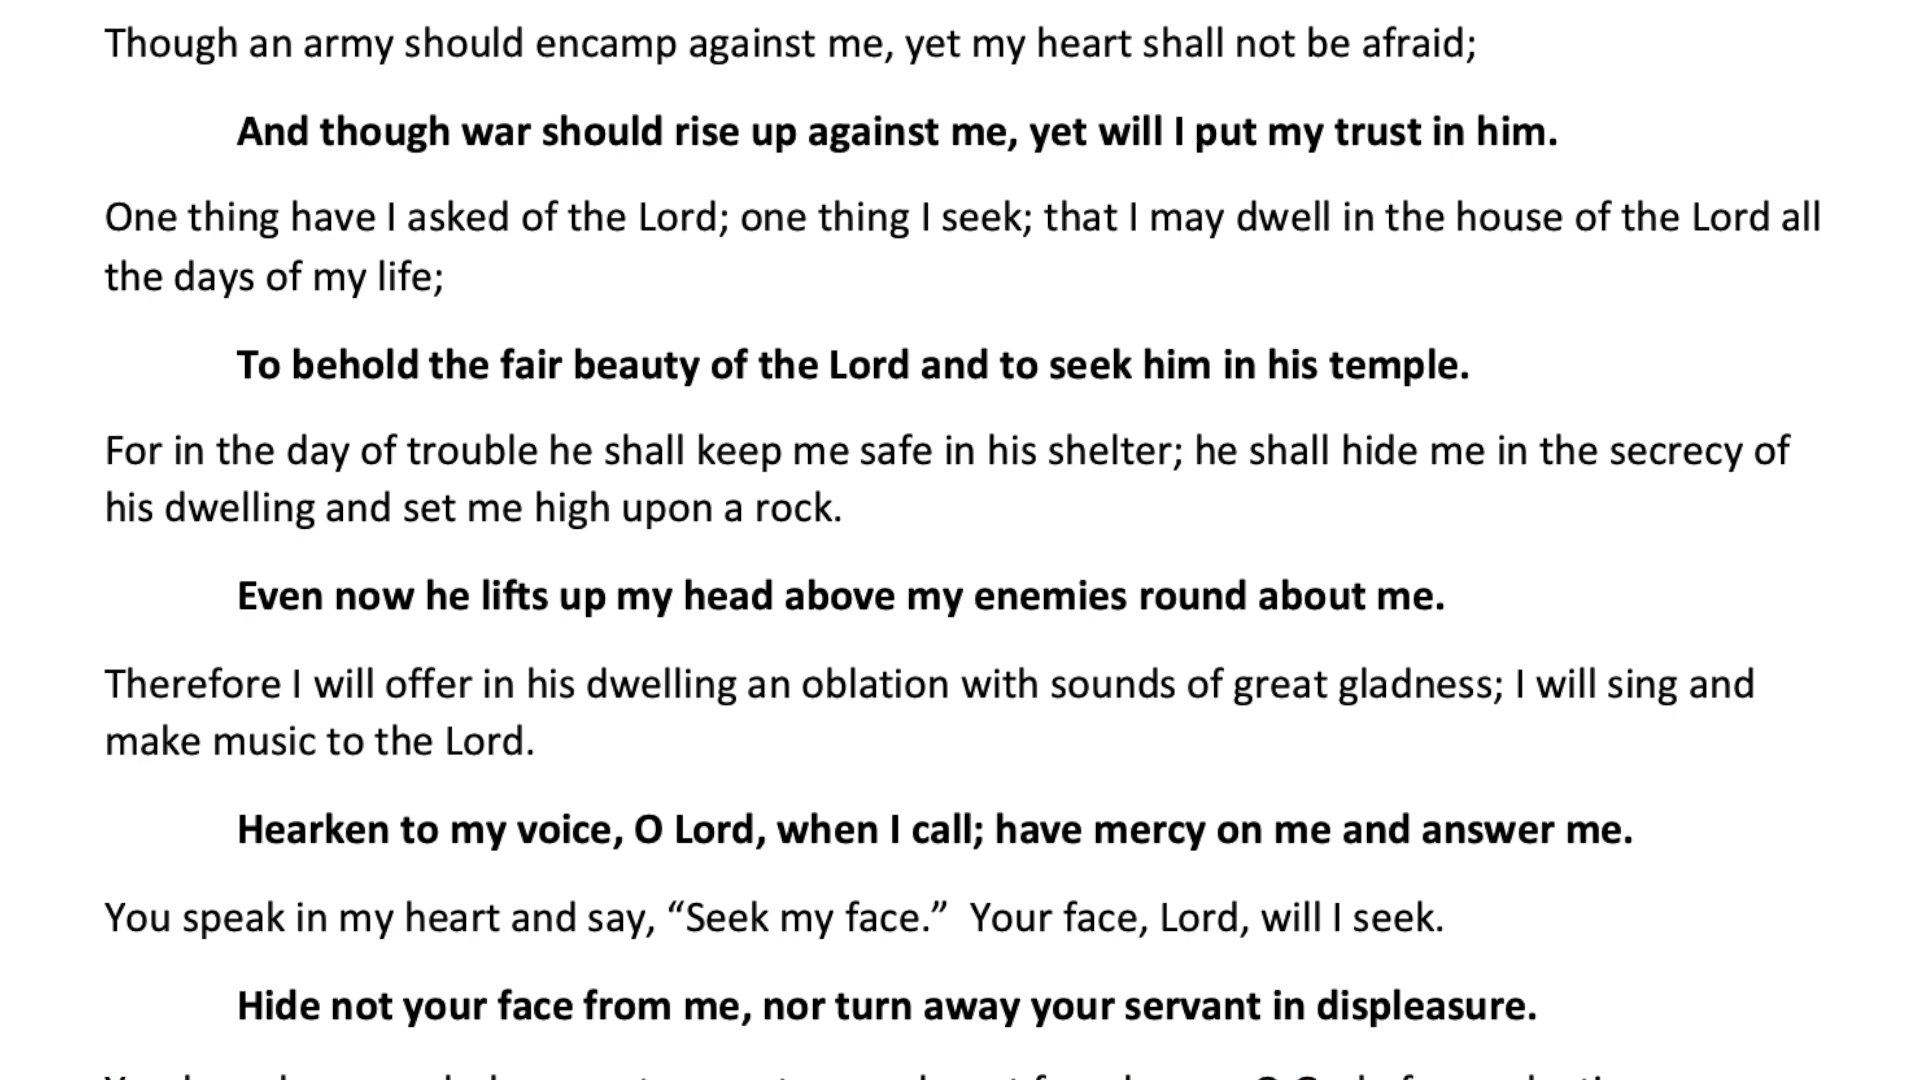 Though an army should encamp against me, yet my heart shall not be afraid;
And though war should rise up against me, yet will I put my trust in him.
One thing have I asked of the Lord; one thing I seek; that I may dwell in the house of the Lord all
the days of my life;
To behold the fair beauty of the Lord and to seek him in his temple.
For in the day of trouble he shall keep me safe in his shelter; he shall hide me in the secrecy of
his dwelling and set me high upon a rock.
Even now he lifts up my head above my enemies round about me.
Therefore I will offer in his dwelling an oblation with sounds of great gladness; I will sing and
make music to the Lord.
Hearken to my voice, O Lord, when I call; have mercy on me and answer me.
You speak in my heart and say, “Seek my face.”  Your face, Lord, will I seek.
Hide not your face from me, nor turn away your servant in displeasure.